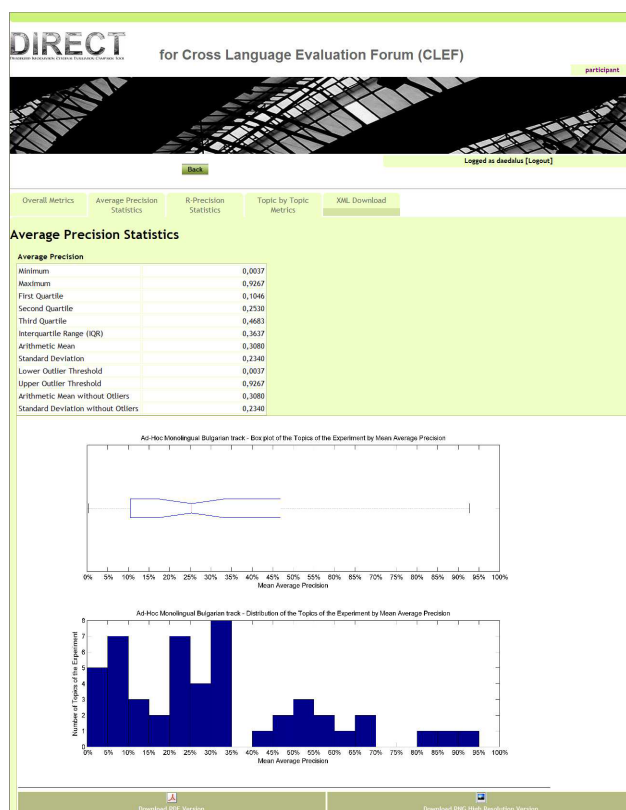 DIRECT
for Cross Language Evaluation Forum (CLEF)
participant
Logged as daedalus [Logout]
Back
Overall Metrics
Average Precision
Statistics
R-Precision
Statistics
Topic by Topic
Metrics
XML Download
Average Precision Statistics
Average Precision
Minimum 0,0037
Maximum 0,9267
First Quartile 0,1046
Second Quartile 0,2530
Third Quartile 0,4683
Interquartile Range (IQR) 0,3637
Arithmetic Mean 0,3080
Standard Deviation 0,2340
Lower Outlier Threshold 0,0037
Upper Outlier Threshold 0,9267
Arithmetic Mean without Otliers 0,3080
Standard Deviation without Otliers 0,2340
Ad-Hoc Monolingual Bulgarian track - Box plot of the Topics of the Experiment by Mean Average Precision
0% 5% 10% 15% 20% 25% 30% 35% 40% 45% 50% 55% 60% 65% 70% 75% 80% 85% 90% 95% 100%
Mean Average Precision
Ad-Hoc Monolingual Bulgarian track - Distribution of the Topics of the Experiment by Mean Average Precision
Number of Topics of the Experiment
8
7
6
5
4
3
2
1
0
0% 5% 10% 15% 20% 25% 30% 35% 40% 45% 50% 55% 60% 65% 70% 75% 80% 85% 90% 95% 100%
Mean Average Precision
Download PDF Version
Download PNG High Resolution Version